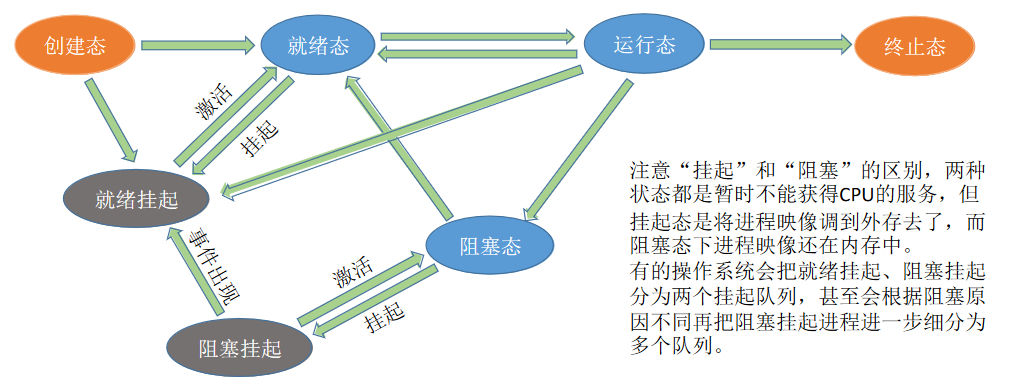 创建态
就绪态
运行态
终止态
激活
挂起
就绪挂起
事件出现
阻塞态
激活
挂起
阻塞挂起
注意“挂起”和“阻塞”的区别，两种
状态都是暂时不能获得CPU的服务，但
挂起态是将进程映像调到外存去了，而
阻塞态下进程映像还在内存中。
有的操作系统会把就绪挂起、阻塞挂起
分为两个挂起队列，甚至会根据阻塞原
因不同再把阻塞挂起进程进一步细分为
多个队列。